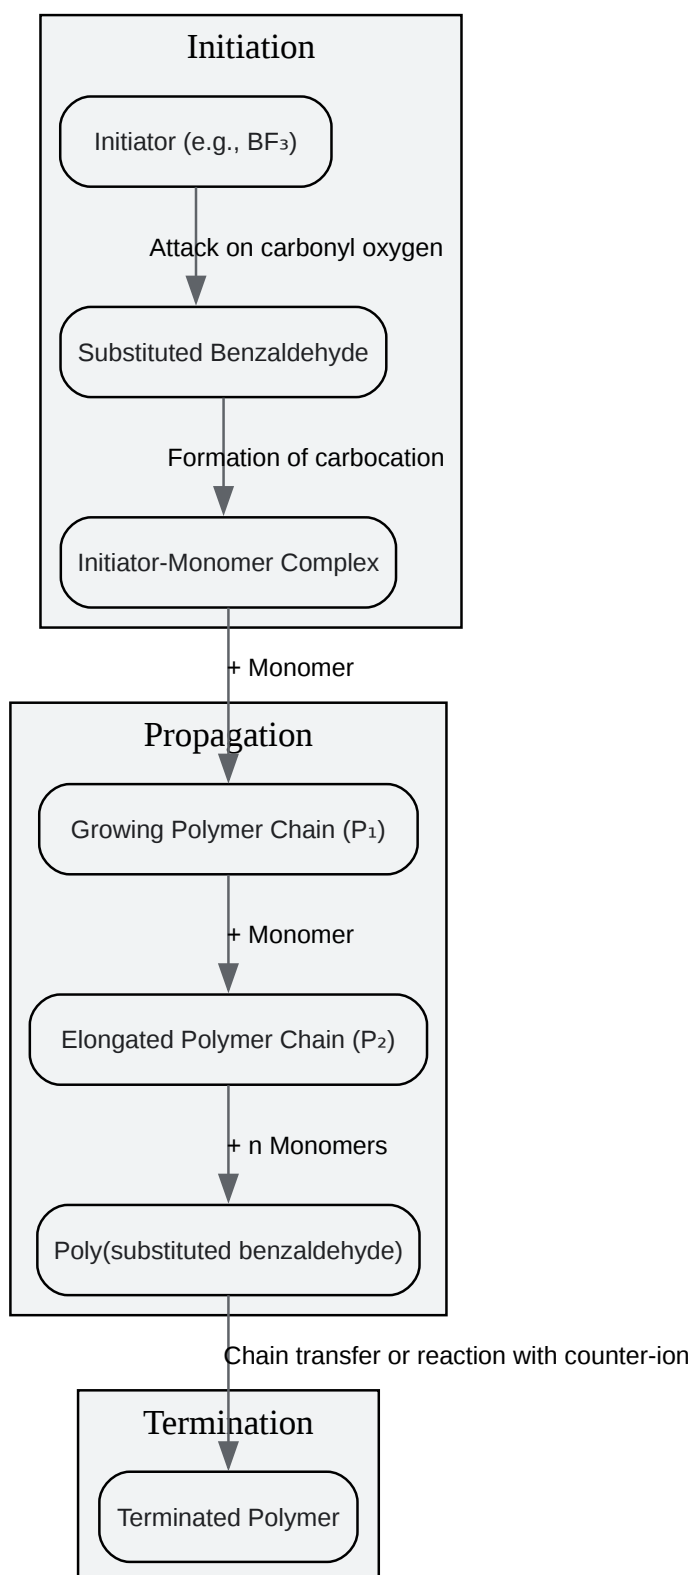 Initiation
Initiator (e.g., BF₃)
Attack on carbonyl oxygen
Substituted Benzaldehyde
Formation of carbocation
Initiator-Monomer Complex
+ Monomer
Propagation
Growing Polymer Chain (P₁)
+ Monomer
Elongated Polymer Chain (P₂)
+ n Monomers
Poly(substituted benzaldehyde)
Chain transfer or reaction with counter-ion
Termination
Terminated Polymer